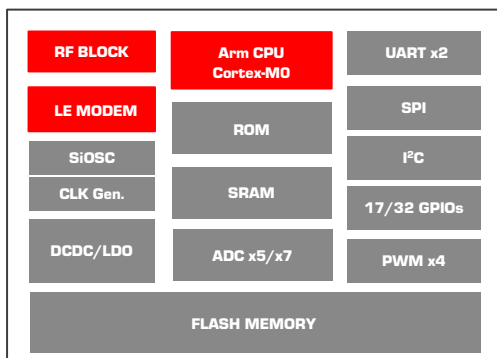 RF BLOCK
LE MODEM
SiOSC
CLK Gen.
DCDC/LDO
Arm CPU
Cortex-M0
ROM
SRAM
ADC x5/x7
UART x2
SPI
I²C
17/32 GPIOs
PWM x4
FLASH MEMORY